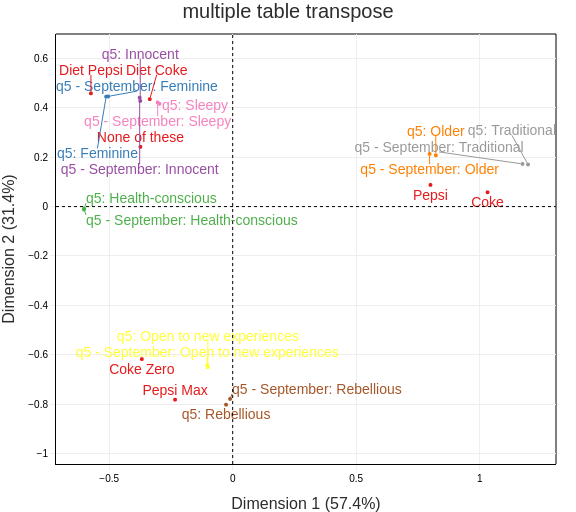 multiple table transpose
q5: Innocent
Diet Pepsi Diet Coke
q5 - September: Feminine
q5: Sleepy
q5 - September: Sleepy
None of these
q5: Feminine
q5 - September: Innocent
q5: Older q5: Traditional
q5 - September: Traditional
q5 - September: Older
Pepsi
Coke
q5: Health-conscious
q5 - September: Health-conscious
q5: Open to new experiences
q5 - September: Open to new experiences
Coke Zero
Pepsi Max
q5 - September: Rebellious
q5: Rebellious
0.6
0.4
0.2
0
−0.2
−0.4
−0.6
−0.8
−1
−0.5
0
0.5
1
Dimension 1 (57.4%)
Dimension 2 (31.4%)